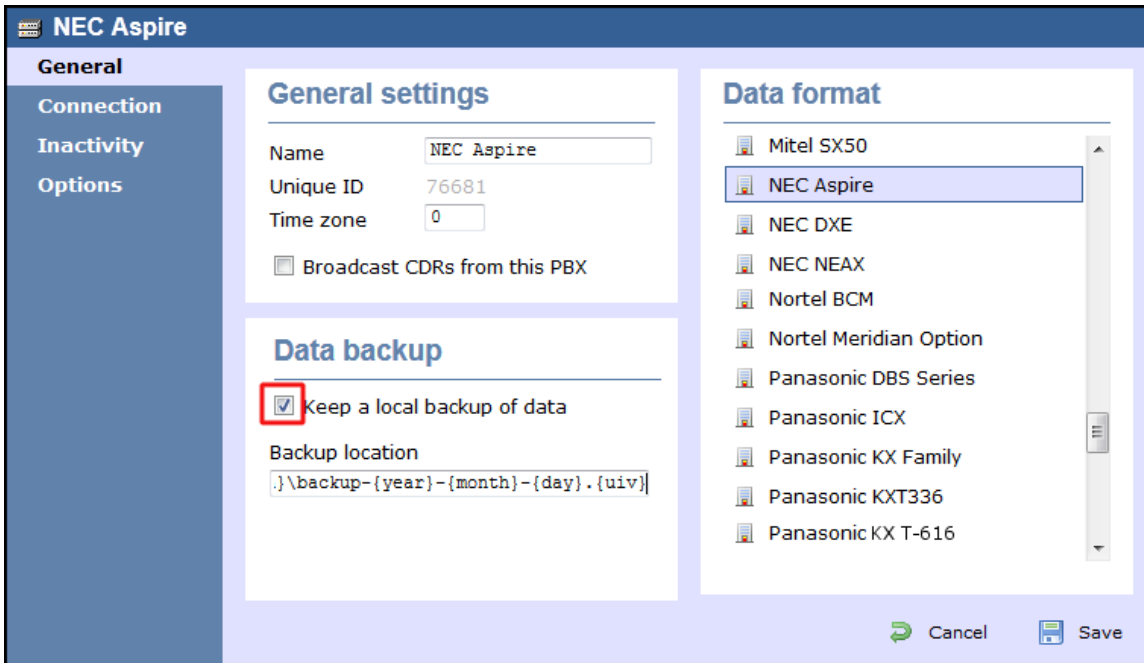 NEC Aspire
General
Connection
Inactivity
Options
General settings
Name NEC Aspire
Unique ID 76681
Time zone 0
Broadcast CDRs from this PBX
Data backup
Keep a local backup of data
Backup location
.}\backup-{year}-{month}-{day}.{uiv}
Data format
Mitel SX50
NEC Aspire
NEC DXE
NEC NEAX
Nortel BCM
Nortel Meridian Option
Panasonic DBS Series
Panasonic ICX
Panasonic KX Family
Panasonic KXT336
Panasonic KX T-616
Cancel Save